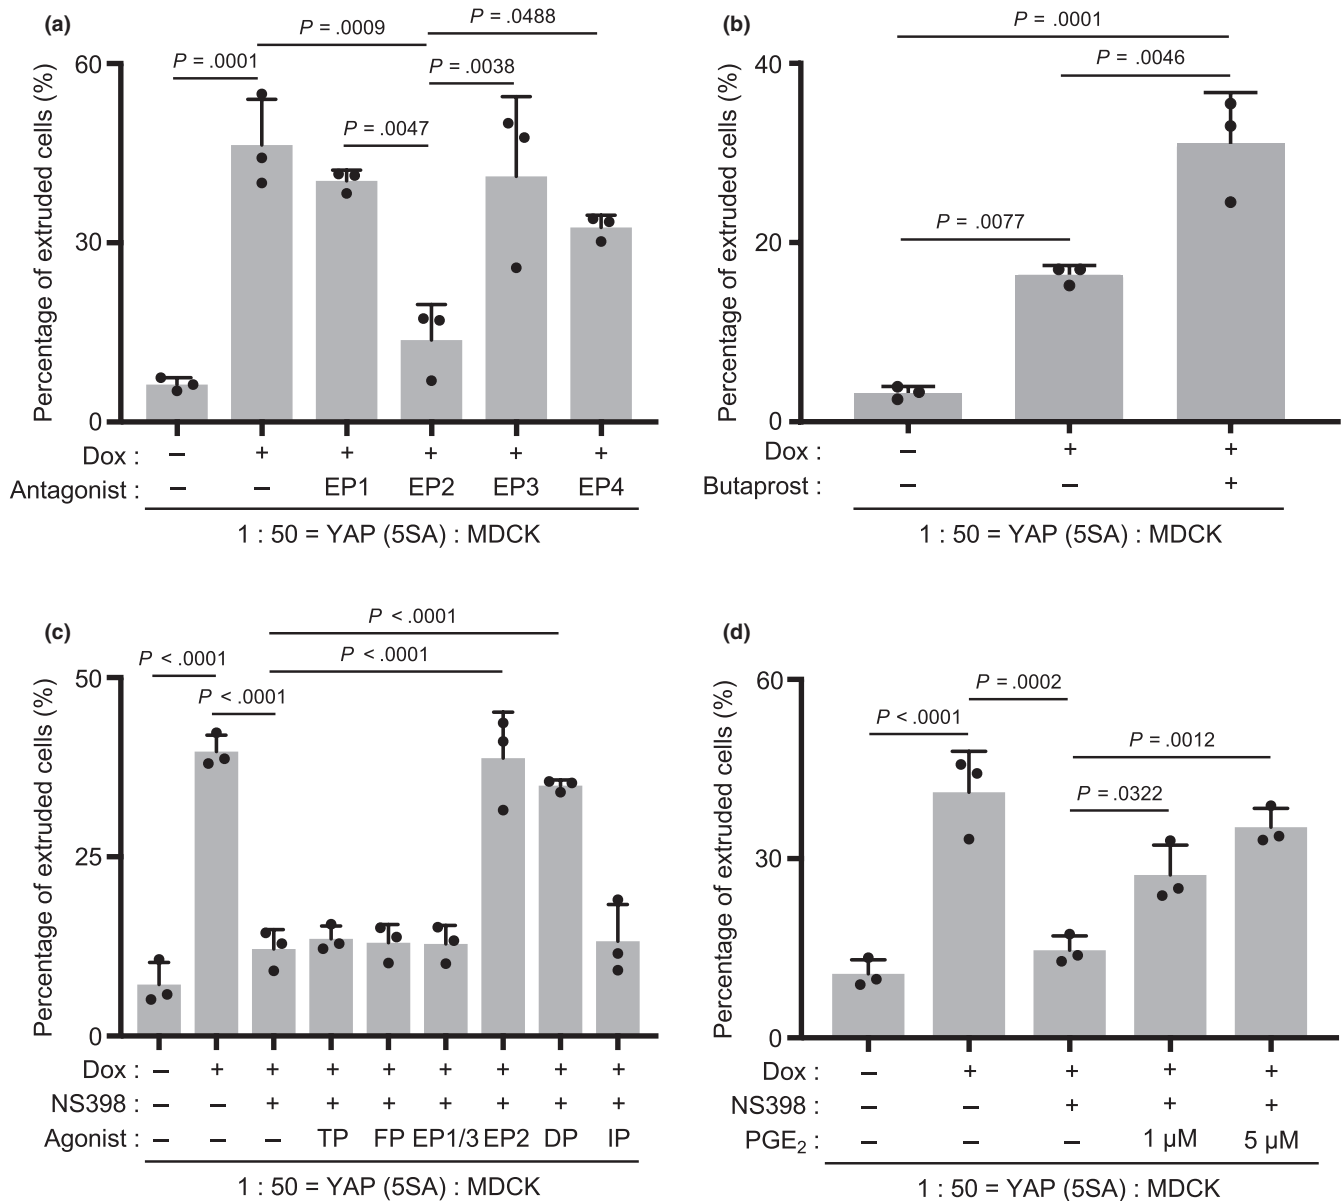 (a)
P = .0488
P = .0009
P = .0001
P = .0038
P = .0047
Percentage of extruded cells (%)
60
30
0
Dox : – + + + + +
Antagonist : – – EP1 EP2 EP3 EP4
1 : 50 = YAP (5SA) : MDCK
(b)
P = .0001
P = .0046
P = .0077
Percentage of extruded cells (%)
40
20
0
Dox : – + +
Butaprost : – – +
1 : 50 = YAP (5SA) : MDCK
(c)
P < .0001
P < .0001
P < .0001
P < .0001
Percentage of extruded cells (%)
50
25
0
Dox : – + + + + + + + +
NS398 : – – + + + + + + +
Agonist : – – – TP FP EP1/3 EP2 DP IP
1 : 50 = YAP (5SA) : MDCK
(d)
P = .0002
P < .0001
P = .0012
P = .0322
Percentage of extruded cells (%)
60
30
0
Dox : – + + + +
NS398 : – – + + +
PGE₂ : – – – 1 µM 5 µM
1 : 50 = YAP (5SA) : MDCK